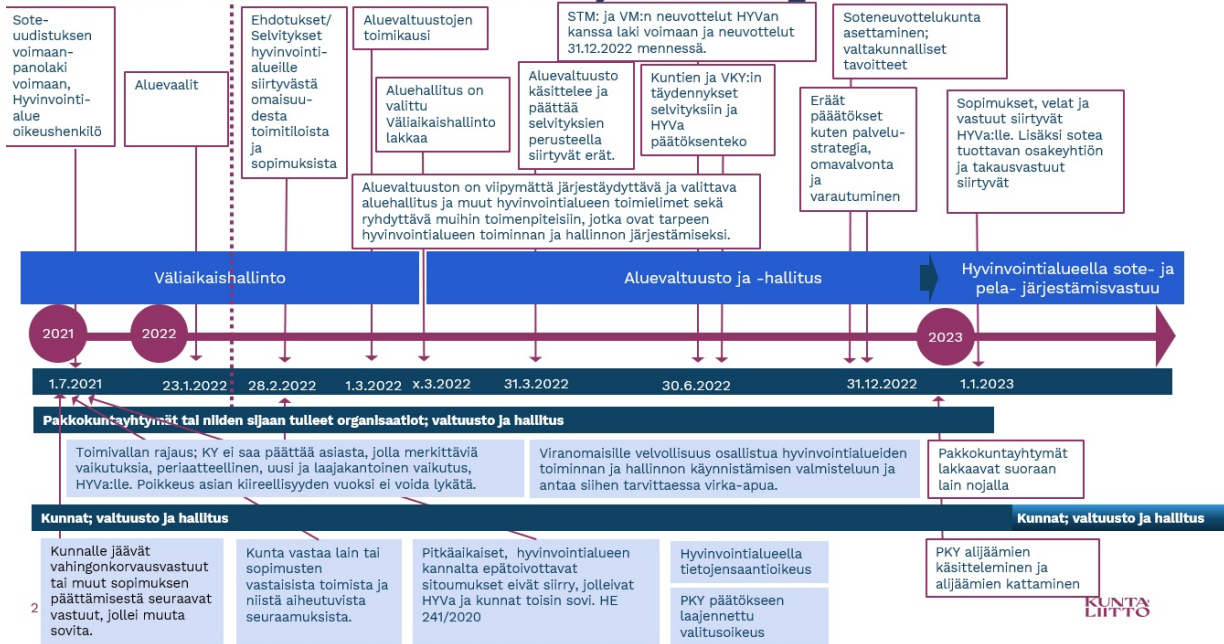 Sote-
uudistuksen
voimaan-
panolaki
voimaan,
Hyvinvointi-
alue
oikeushenkilö
Aluevaalit
Ehdotukset/
Selvitykset
hyvinvointi-
alueille
siirtyvästä
omaisuu-
desta
toimitiloista
ja
sopimuksista
Aluevaltuustojen
toimikausi
Aluehallitus on
valittu
Väliaikaishallinto
lakkaa
STM: ja VM:n neuvottelut HYVan
kanssa laki voimaan ja neuvottelut
31.12.2022 mennessä.
Aluevaltuusto
käsittelee ja
päättää
selvityksien
perusteella
siirtyvät erät.
Kuntien ja VKY:in
täydennykset
selvityksiin ja
HYVa
päätöksenteko
Soteneuvottelukunta
asettaminen;
valtakunnalliset
tavoitteet
Eräät
pääätökset
kuten palvelu-
strategia,
omavalvonta
ja
varautuminen
Sopimukset, velat ja
vastuut siirtyvät
HYVa:lle. Lisäksi sotea
tuottavan osakeyhtiön
ja takausvastuut
siirtyvät
Aluevaltuuston on viipymättä järjestäydyttävä ja valittava
aluehallitus ja muut hyvinvointialueen toimielimet sekä
ryhdyttävä muihin toimenpiteisiin, jotka ovat tarpeen
hyvinvointialueen toiminnan ja hallinnon järjestämiseksi.
Väliaikaishallinto
Aluevaltuusto ja -hallitus
Hyvinvointialueella sote- ja
pela- järjestämisvastuu
2021
2022
2023
1.7.2021
23.1.2022
28.2.2022
1.3.2022
x.3.2022
31.3.2022
30.6.2022
31.12.2022
1.1.2023
Pakkokuntayhtymät tai niiden sijaan tulleet organisaatiot; valtuusto ja hallitus
Toimivallan rajaus; KY ei saa päättää asiasta, jolla merkittäviä
vaikutuksia, periaatteellinen, uusi ja laajakantoinen vaikutus,
HYVa:lle. Poikkeus asian kiireellisyyden vuoksi ei voida lykätä.
Viranomaisille velvollisuus osallistua hyvinvointialueiden
toiminnan ja hallinnon käynnistämisen valmisteluun ja
antaa siihen tarvittaessa virka-apua.
Pakkokuntayhtymät
lakkaavat suoraan
lain nojalla
Kunnat; valtuusto ja hallitus
Kunnat; valtuusto ja hallitus
Kunnalle jäävät
vahingonkorvausvastuut
tai muut sopimuksen
päättämisestä seuraavat
vastuut, jollei muuta
sovita.
Kunta vastaa lain tai
sopimusten
vastaisista toimista ja
niistä aiheutuvista
seuraamuksista.
Pitkäaikaiset, hyvinvointialueen
kannalta epätoivottavat
sitoumukset eivät siirry, jolleivat
HYVa ja kunnat toisin sovi. HE
241/2020
Hyvinvointialueella
tietojensaantioikeus
PKY päätökseen
laajennettu
valitusoikeus
PKY alijäämien
käsitteleminen ja
alijäämien kattaminen
2
KUNTA
LIITTO